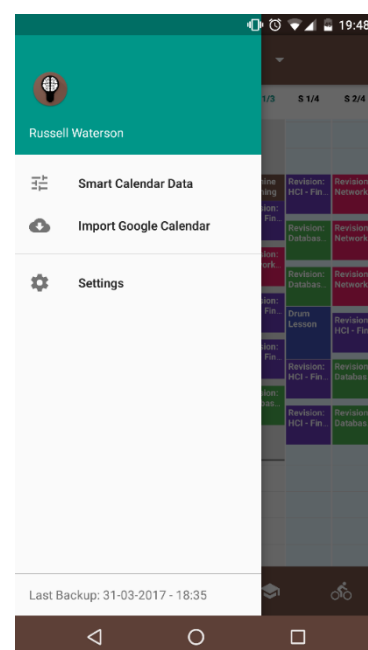 19:48
Russell Waterson
Smart Calendar Data
Import Google Calendar
Settings
Last Backup: 31-03-2017 - 18:35
1/3
S 1/4
S 2/4
Revision:
HCI - Fin..
Revision:
Databas..
Revision:
Databas..
Drum
Lesson
Revision:
HCI - Fin..
Revision:
HCI - Fin..
Revision:
Network
Revision:
Network
Revision:
Network
Revision:
HCI - Fin
Revision:
Databas
Revision:
Databas